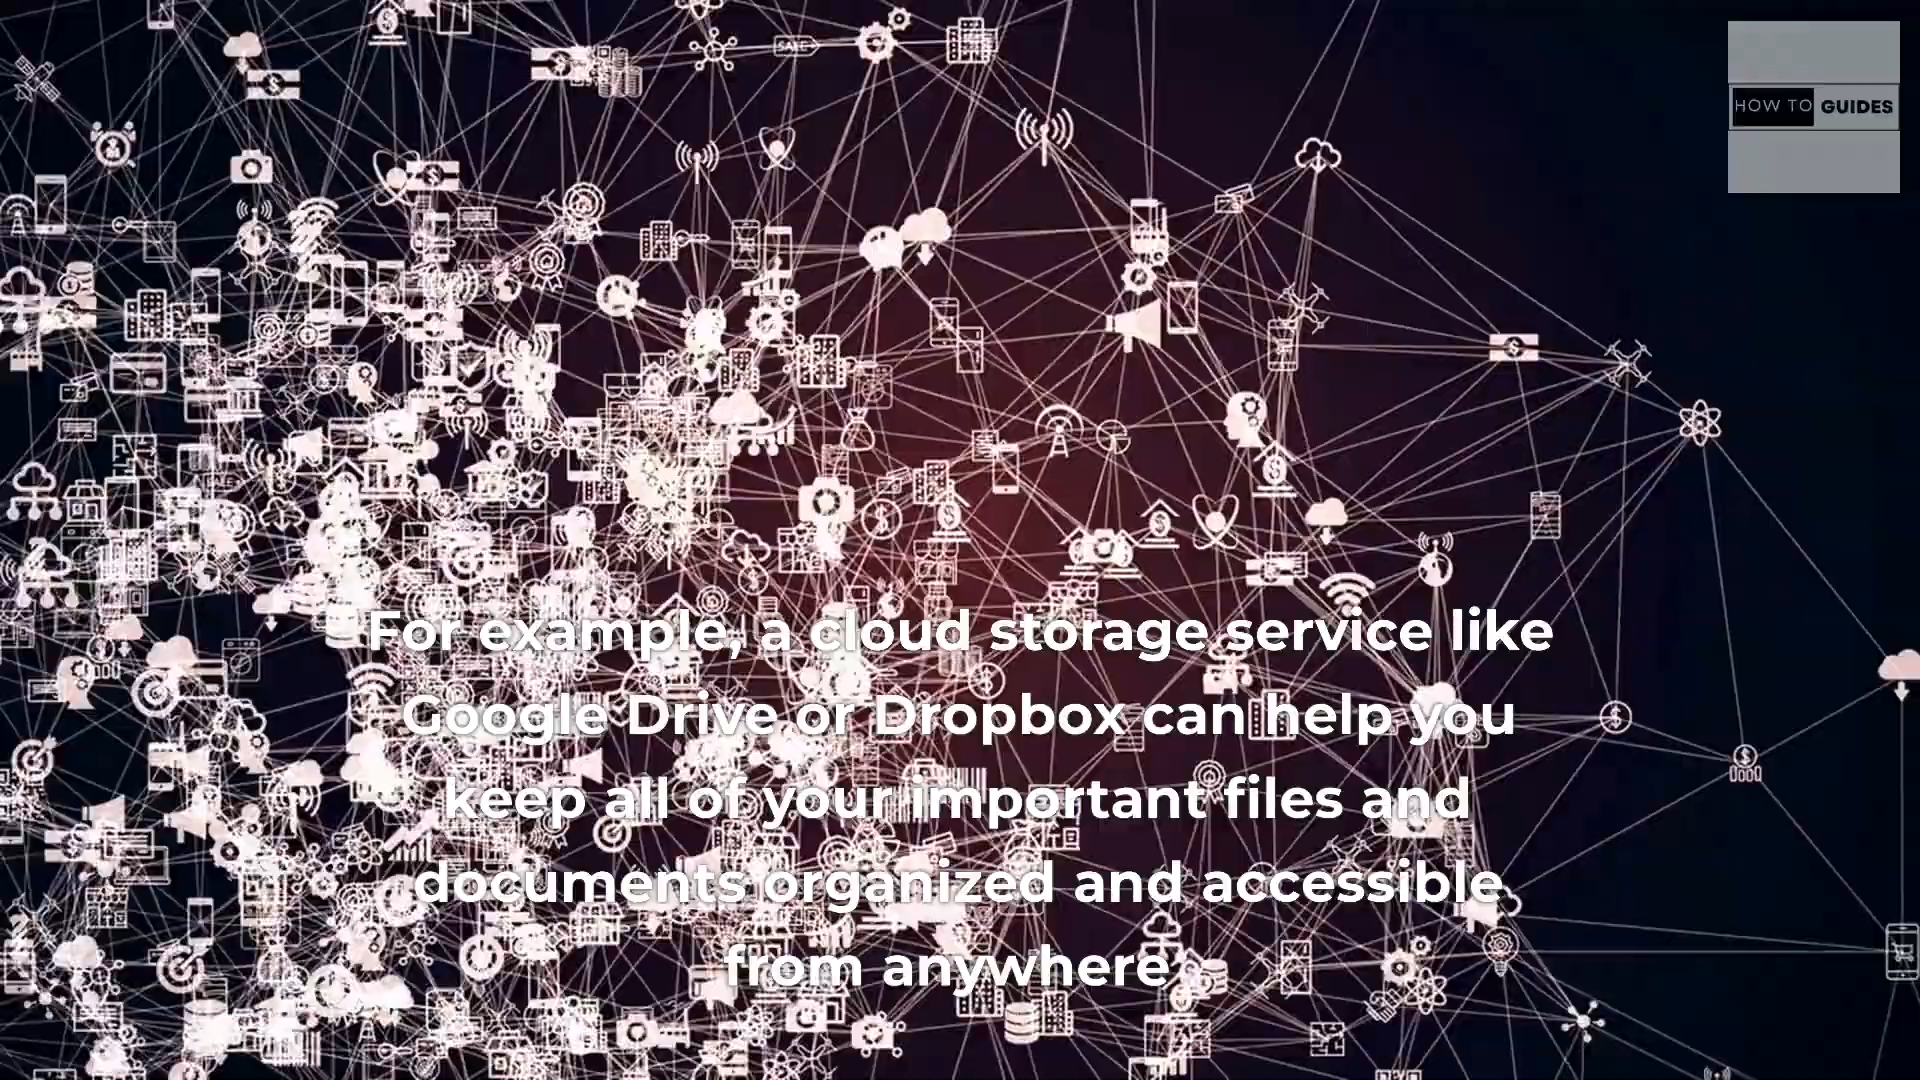 SALE
HOW TO GUIDES
For example, a cloud storage service like
Google Drive or Dropbox can help you
keep all of your important files and
documents organized and accessible
from anywhere